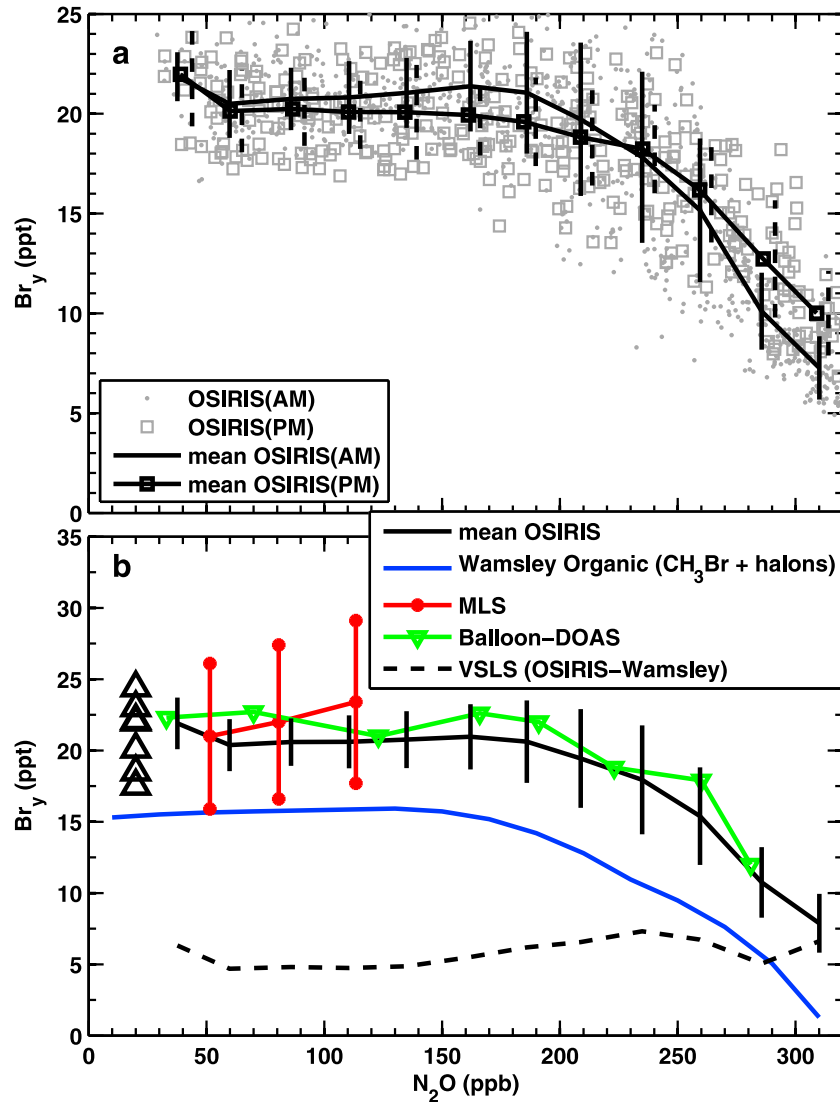 25
a
20
15
Br_y (ppt)
10
5
0
OSIRIS(AM)
OSIRIS(PM)
mean OSIRIS(AM)
mean OSIRIS(PM)
35
b
30
25
20
Br_y (ppt)
15
10
5
0
mean OSIRIS
Wamsley Organic (CH₃Br + halons)
MLS
Balloon−DOAS
VSLS (OSIRIS−Wamsley)
0 50 100 150 200 250 300
N₂O (ppb)